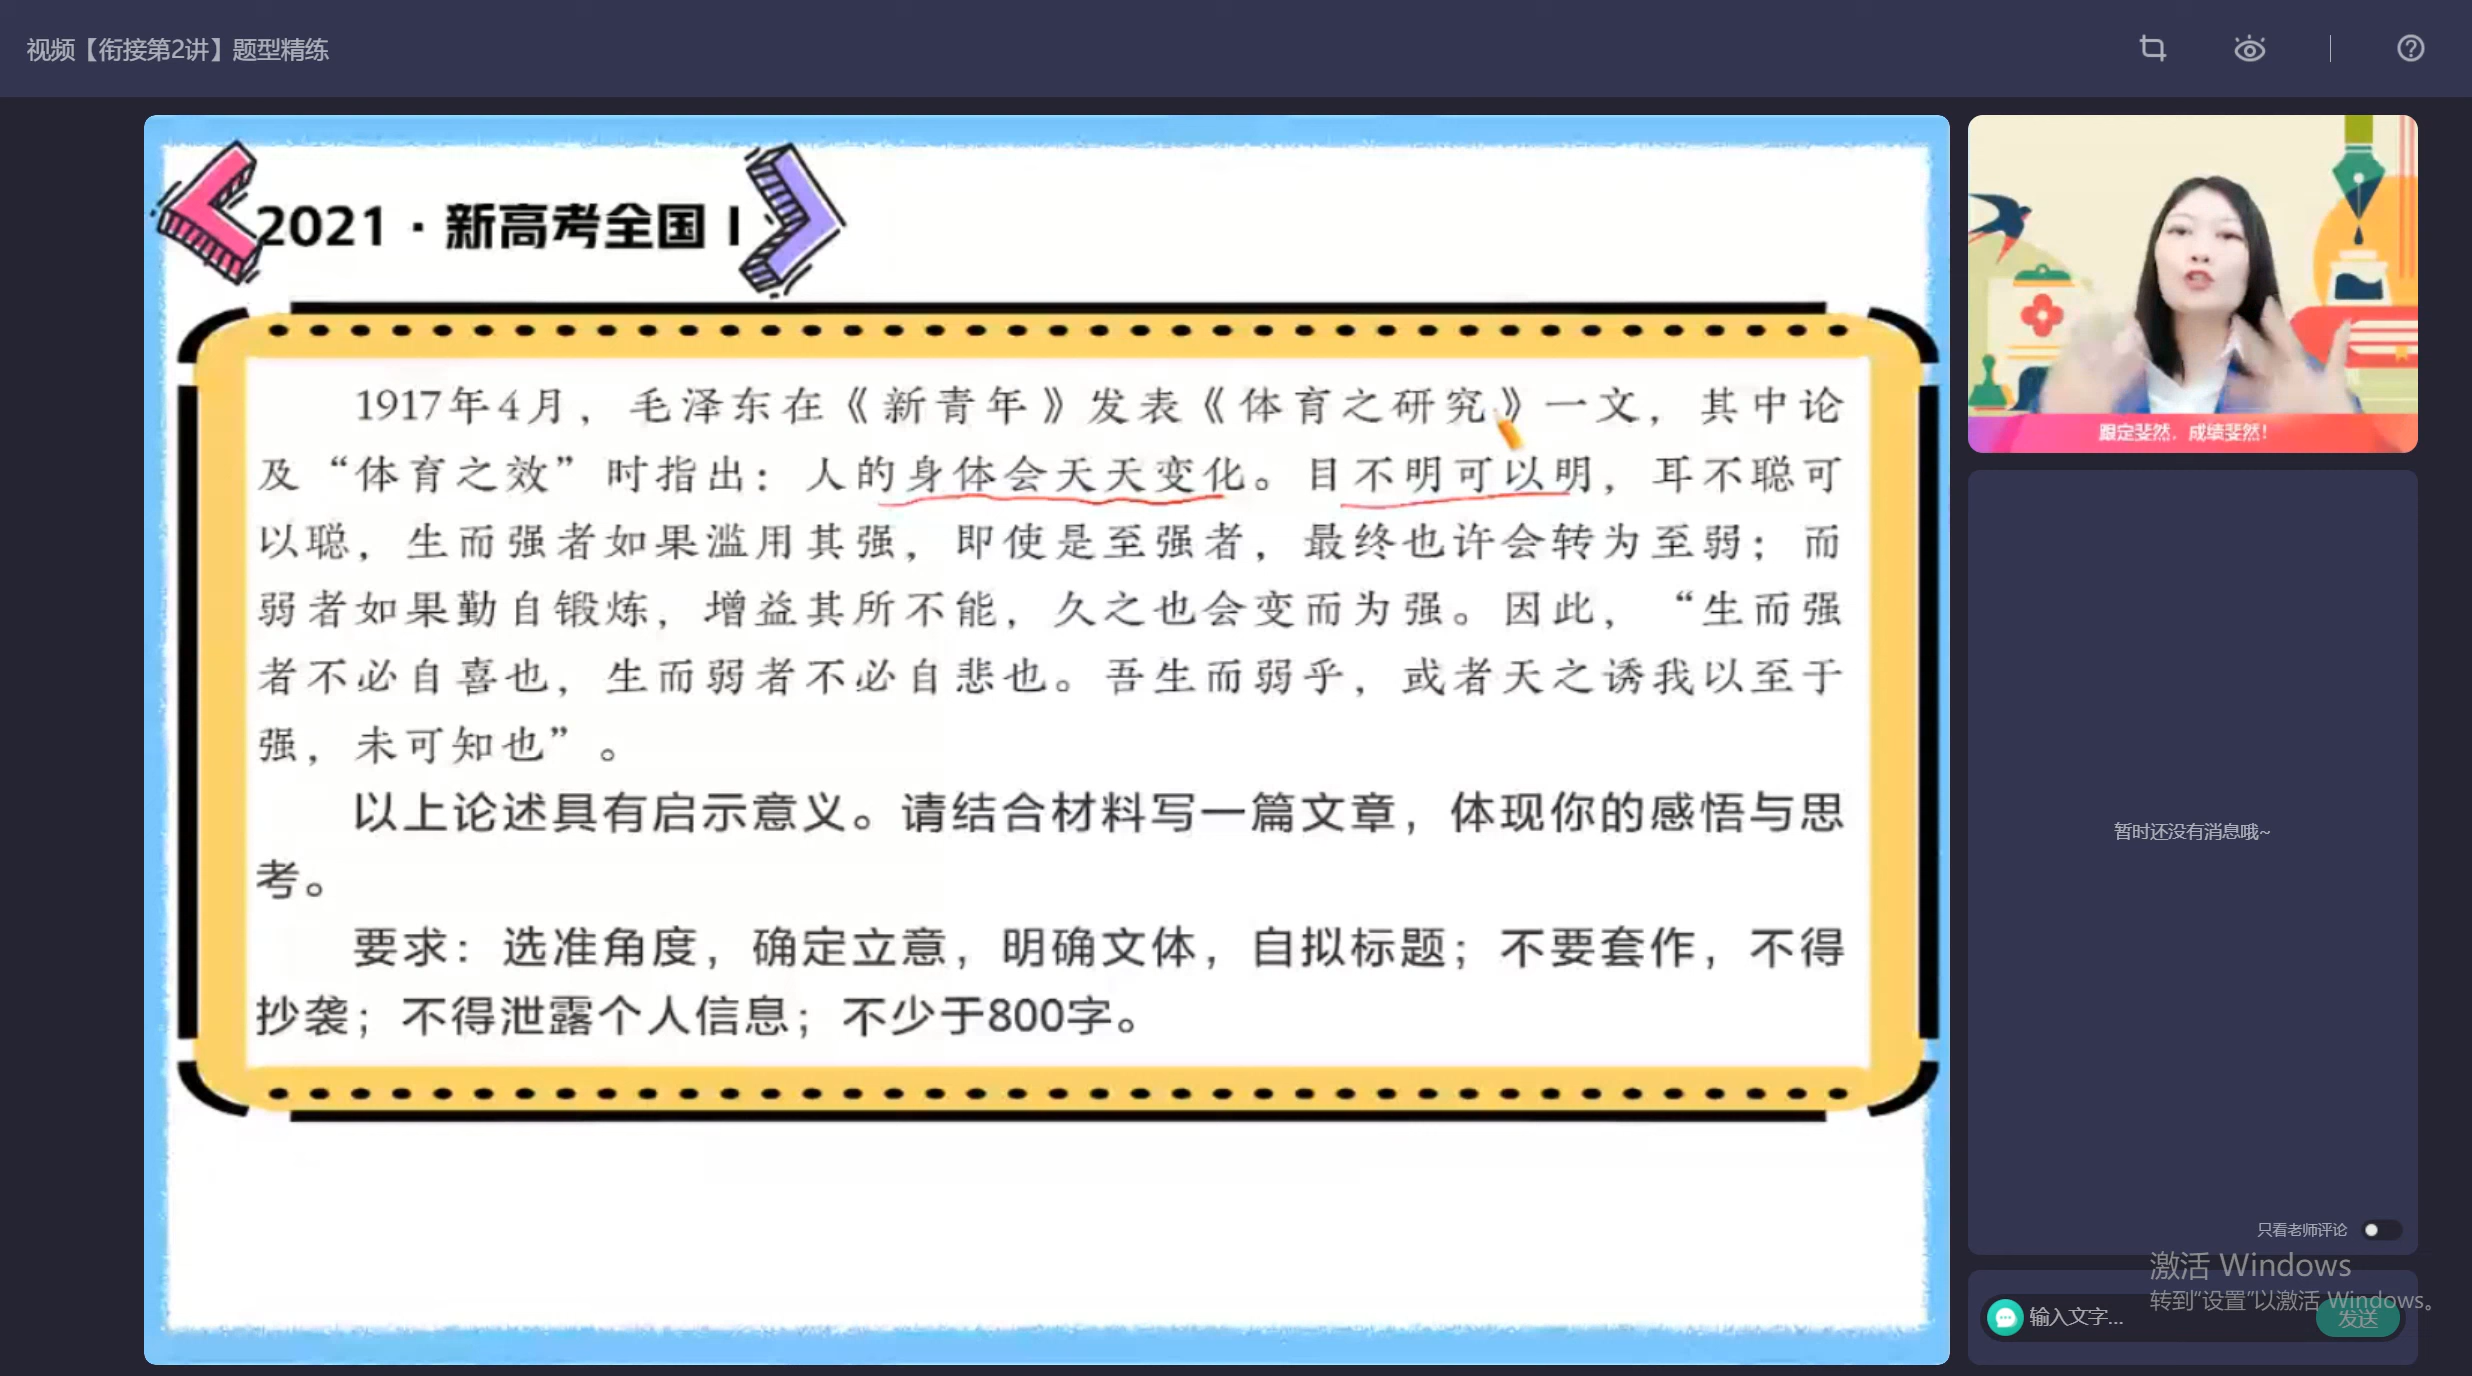 视频【衔接第2讲】题型精练
2021·新高考全国Ⅰ
1917年4月，毛泽东在《新青年》发表《体育之研究》一文，其中论
及“体育之效”时指出：人的身体会天天变化。目不明可以明，耳不聪可
以聪，生而强者如果滥用其强，即使是至强者，最终也许会转为至弱；而
弱者如果勤自锻炼，增益其所不能，久之也会变而为强。因此，“生而强
者不必自喜也，生而弱者不必自悲也。吾生而弱乎，或者天之诱我以至于
强，未可知也”。
以上论述具有启示意义。请结合材料写一篇文章，体现你的感悟与思
考。
要求：选准角度，确定立意，明确文体，自拟标题；不要套作，不得
抄袭；不得泄露个人信息；不少于800字。
跟定斐然，成绩斐然！
暂时还没有消息哦~
只看老师评论
激活 Windows
转到“设置”以激活 Windows。
输入文字...
发送